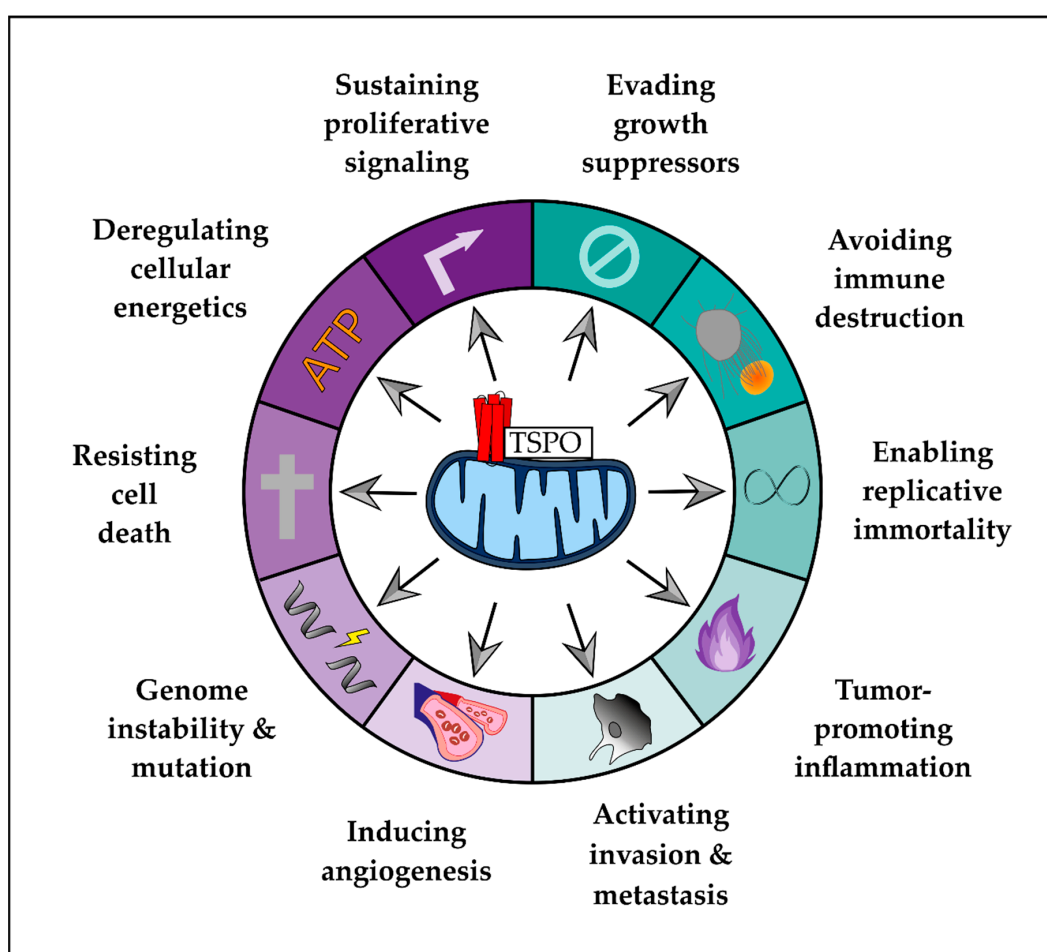 Sustaining
proliferative
signaling
Evading
growth
suppressors
Avoiding
immune
destruction
Enabling
replicative
immortality
Tumor-
promoting
inflammation
Activating
invasion &
metastasis
Inducing
angiogenesis
Genome
instability &
mutation
Resisting
cell
death
Deregulating
cellular
energetics
ATP
TSPO